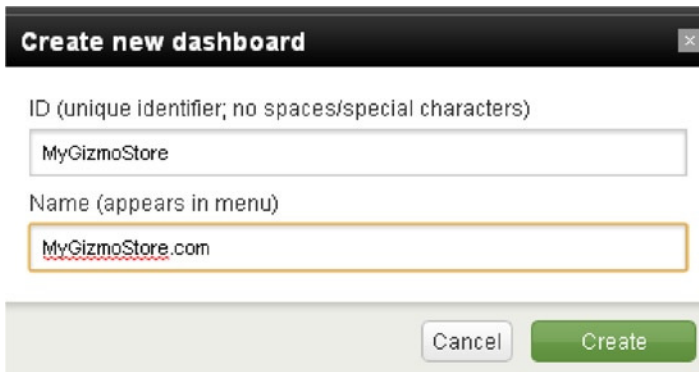 Create new dashboard
ID (unique identifier; no spaces/special characters)
MyGizmoStore
Name (appears in menu)
MyGizmoStore.com
Cancel Create